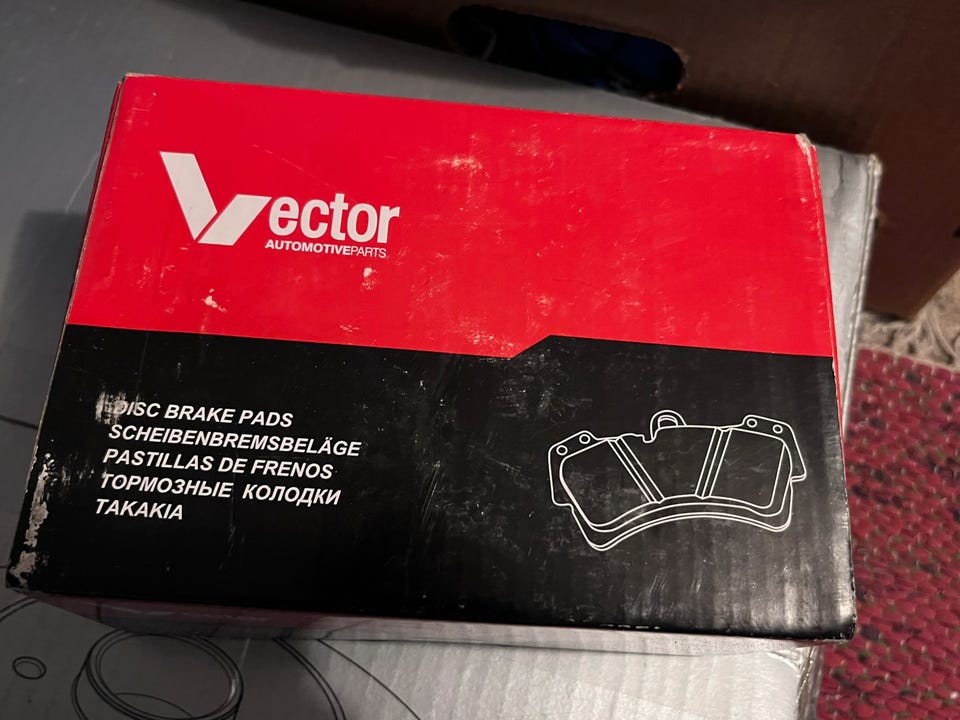 Vector
AUTOMOTIVEPARTS
DISC BRAKE PADS
SCHEIBENBREMSBELÄGE
PASTILLAS DE FRENOS
ТОРМОЗНЫЕ КОЛОДКИ
ΤΑΚΑΚΙΑ